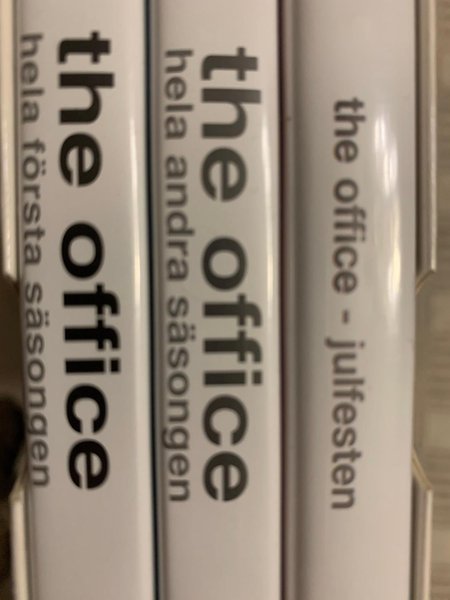 the office
hela första säsongen
the office
hela andra säsongen
the office - julfesten